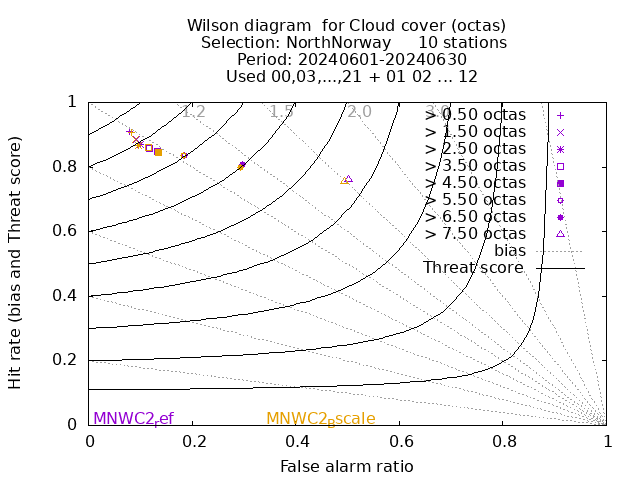 Wilson diagram  for Cloud cover (octas)
Selection: NorthNorway     10 stations
Period: 20240601-20240630
Used 00,03,...,21 + 01 02 ... 12
1.2 1.5 2.0 3.0
> 0.50 octas
> 1.50 octas
> 2.50 octas
> 3.50 octas
> 4.50 octas
> 5.50 octas
> 6.50 octas
> 7.50 octas
bias
Threat score
Hit rate (bias and Threat score)
1
0.8
0.6
0.4
0.2
0
MNWC2ref MNWC2Bscale
0 0.2 0.4 0.6 0.8 1
False alarm ratio